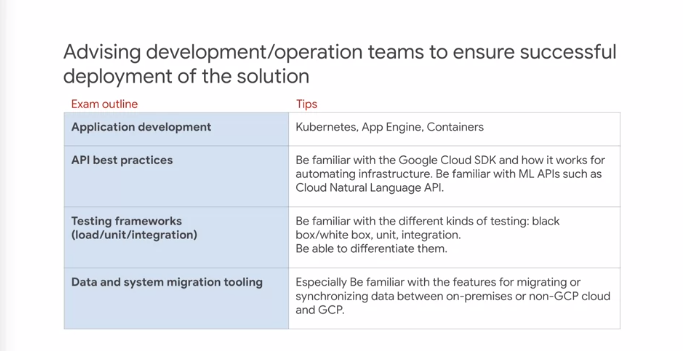 Advising development/operation teams to ensure successful
deployment of the solution
Exam outline
Tips
Application development
Kubernetes, App Engine, Containers
API best practices
Be familiar with the Google Cloud SDK and how it works for
automating infrastructure. Be familiar with ML APIs such as
Cloud Natural Language API.
Testing frameworks
(load/unit/integration)
Be familiar with the different kinds of testing: black
box/white box, unit, integration.
Be able to differentiate them.
Data and system migration tooling
Especially Be familiar with the features for migrating or
synchronizing data between on-premises or non-GCP cloud
and GCP.